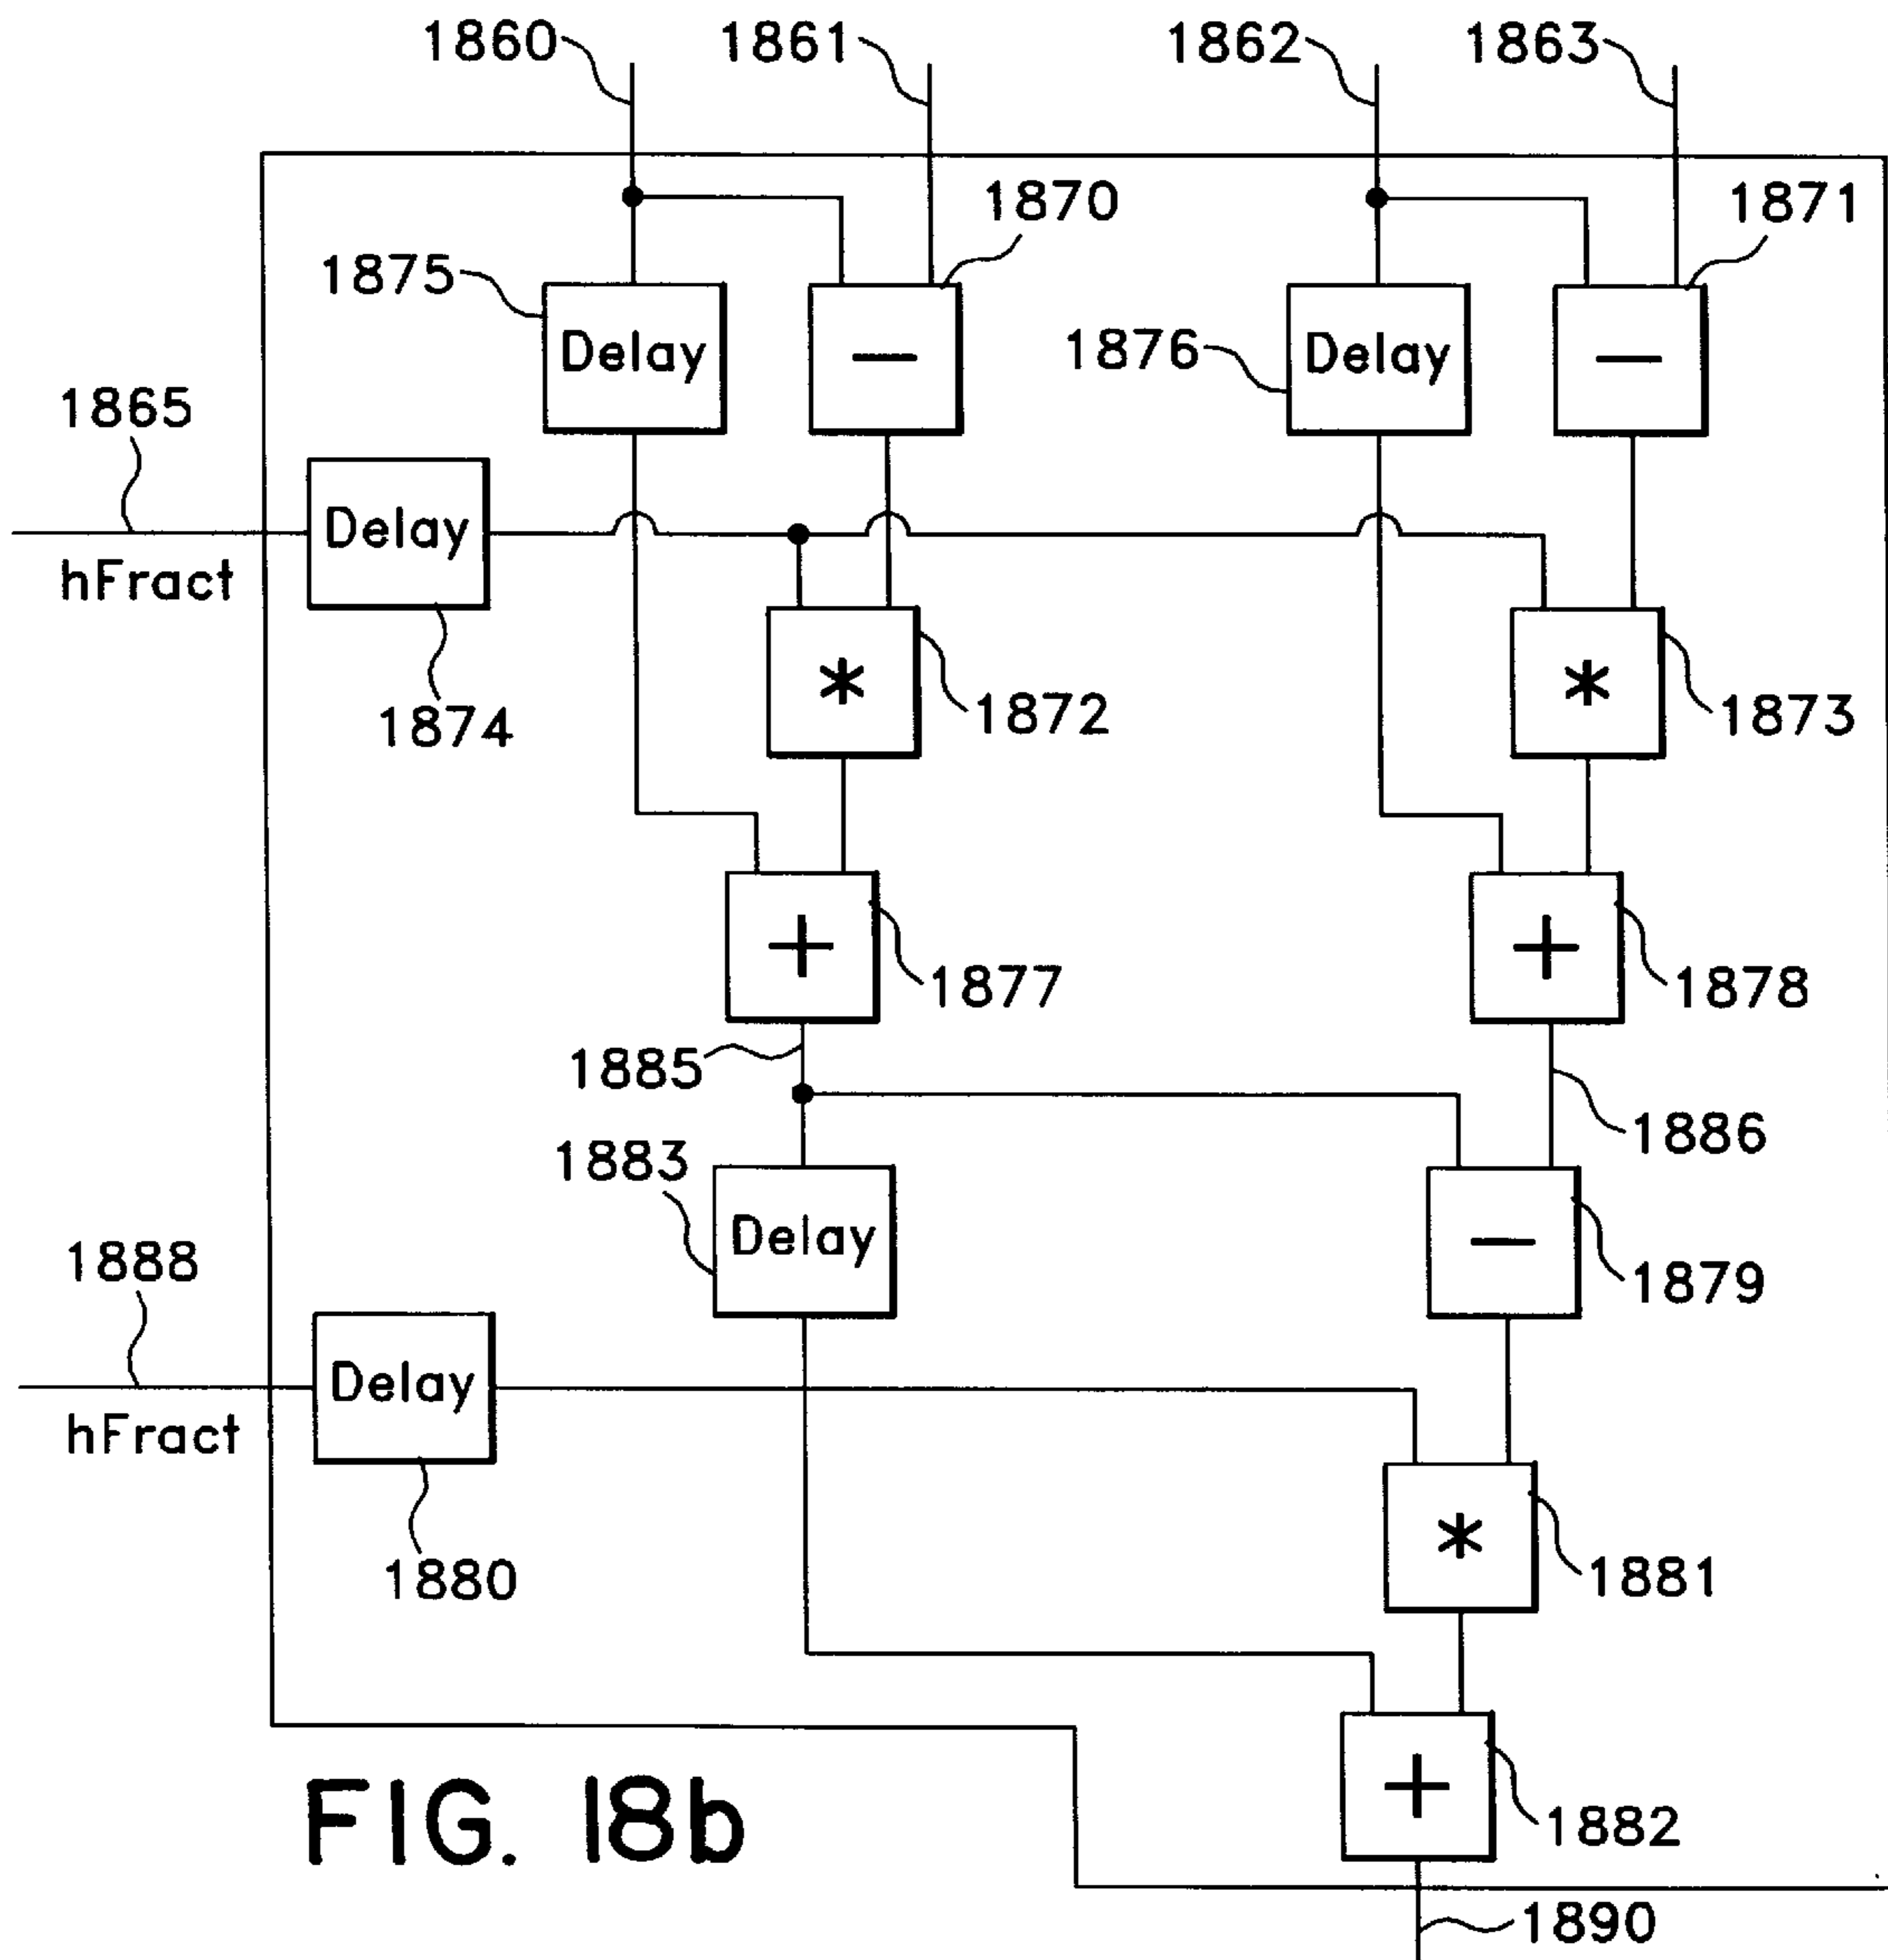 1860 1861 1862 1863
1870 1871
1875 Delay − 1876 Delay −
1865
Delay
hFract
1874
* 1872 * 1873
+ 1877 + 1878
1885
1886
1883
Delay − 1879
1888
Delay
hFract
1880
* 1881
+ 1882
FIG. 18b
1890